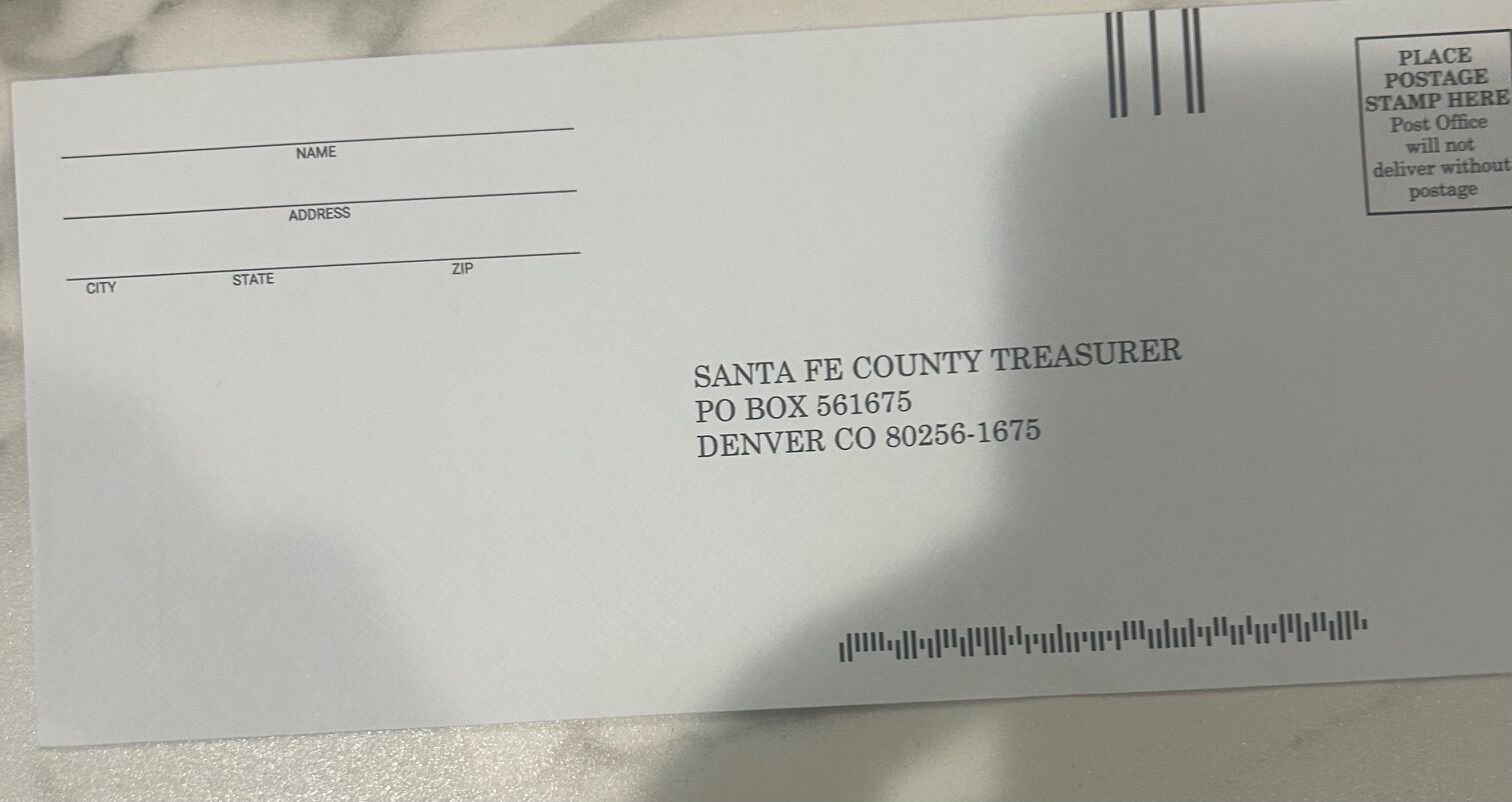 NAME
ADDRESS
CITY STATE ZIP
PLACE
POSTAGE
STAMP HERE
Post Office
will not
deliver without
postage
SANTA FE COUNTY TREASURER
PO BOX 561675
DENVER CO 80256-1675